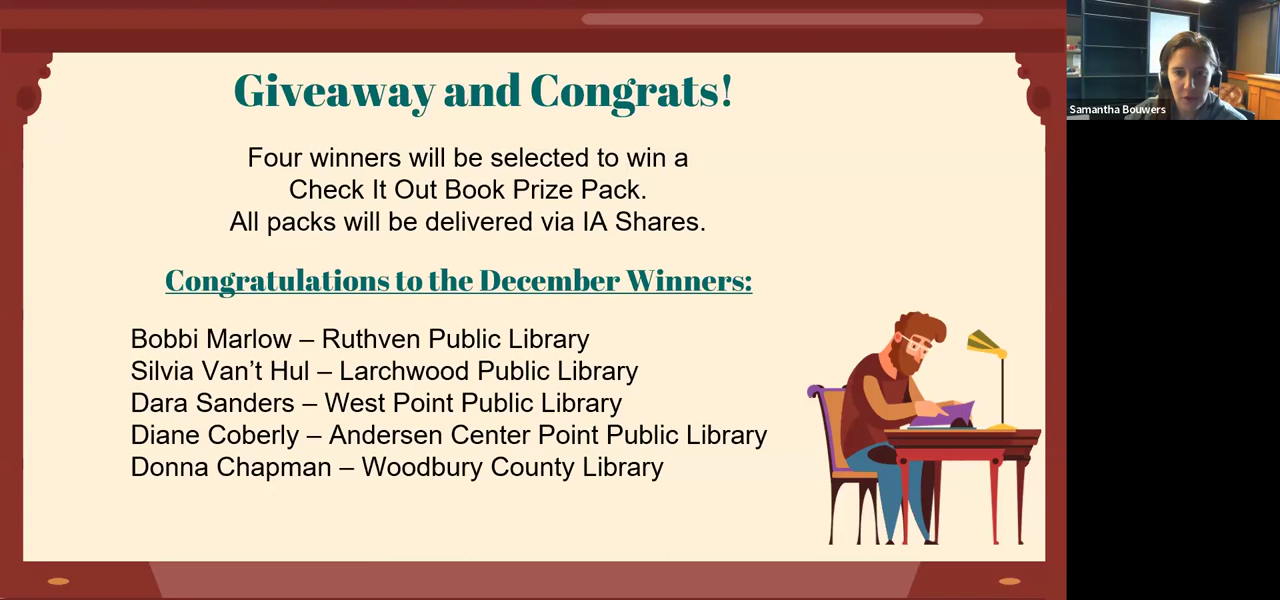 Giveaway and Congrats!
Four winners will be selected to win a
Check It Out Book Prize Pack.
All packs will be delivered via IA Shares.
Congratulations to the December Winners:
Bobbi Marlow – Ruthven Public Library
Silvia Van’t Hul – Larchwood Public Library
Dara Sanders – West Point Public Library
Diane Coberly – Andersen Center Point Public Library
Donna Chapman – Woodbury County Library
Samantha Bouwers